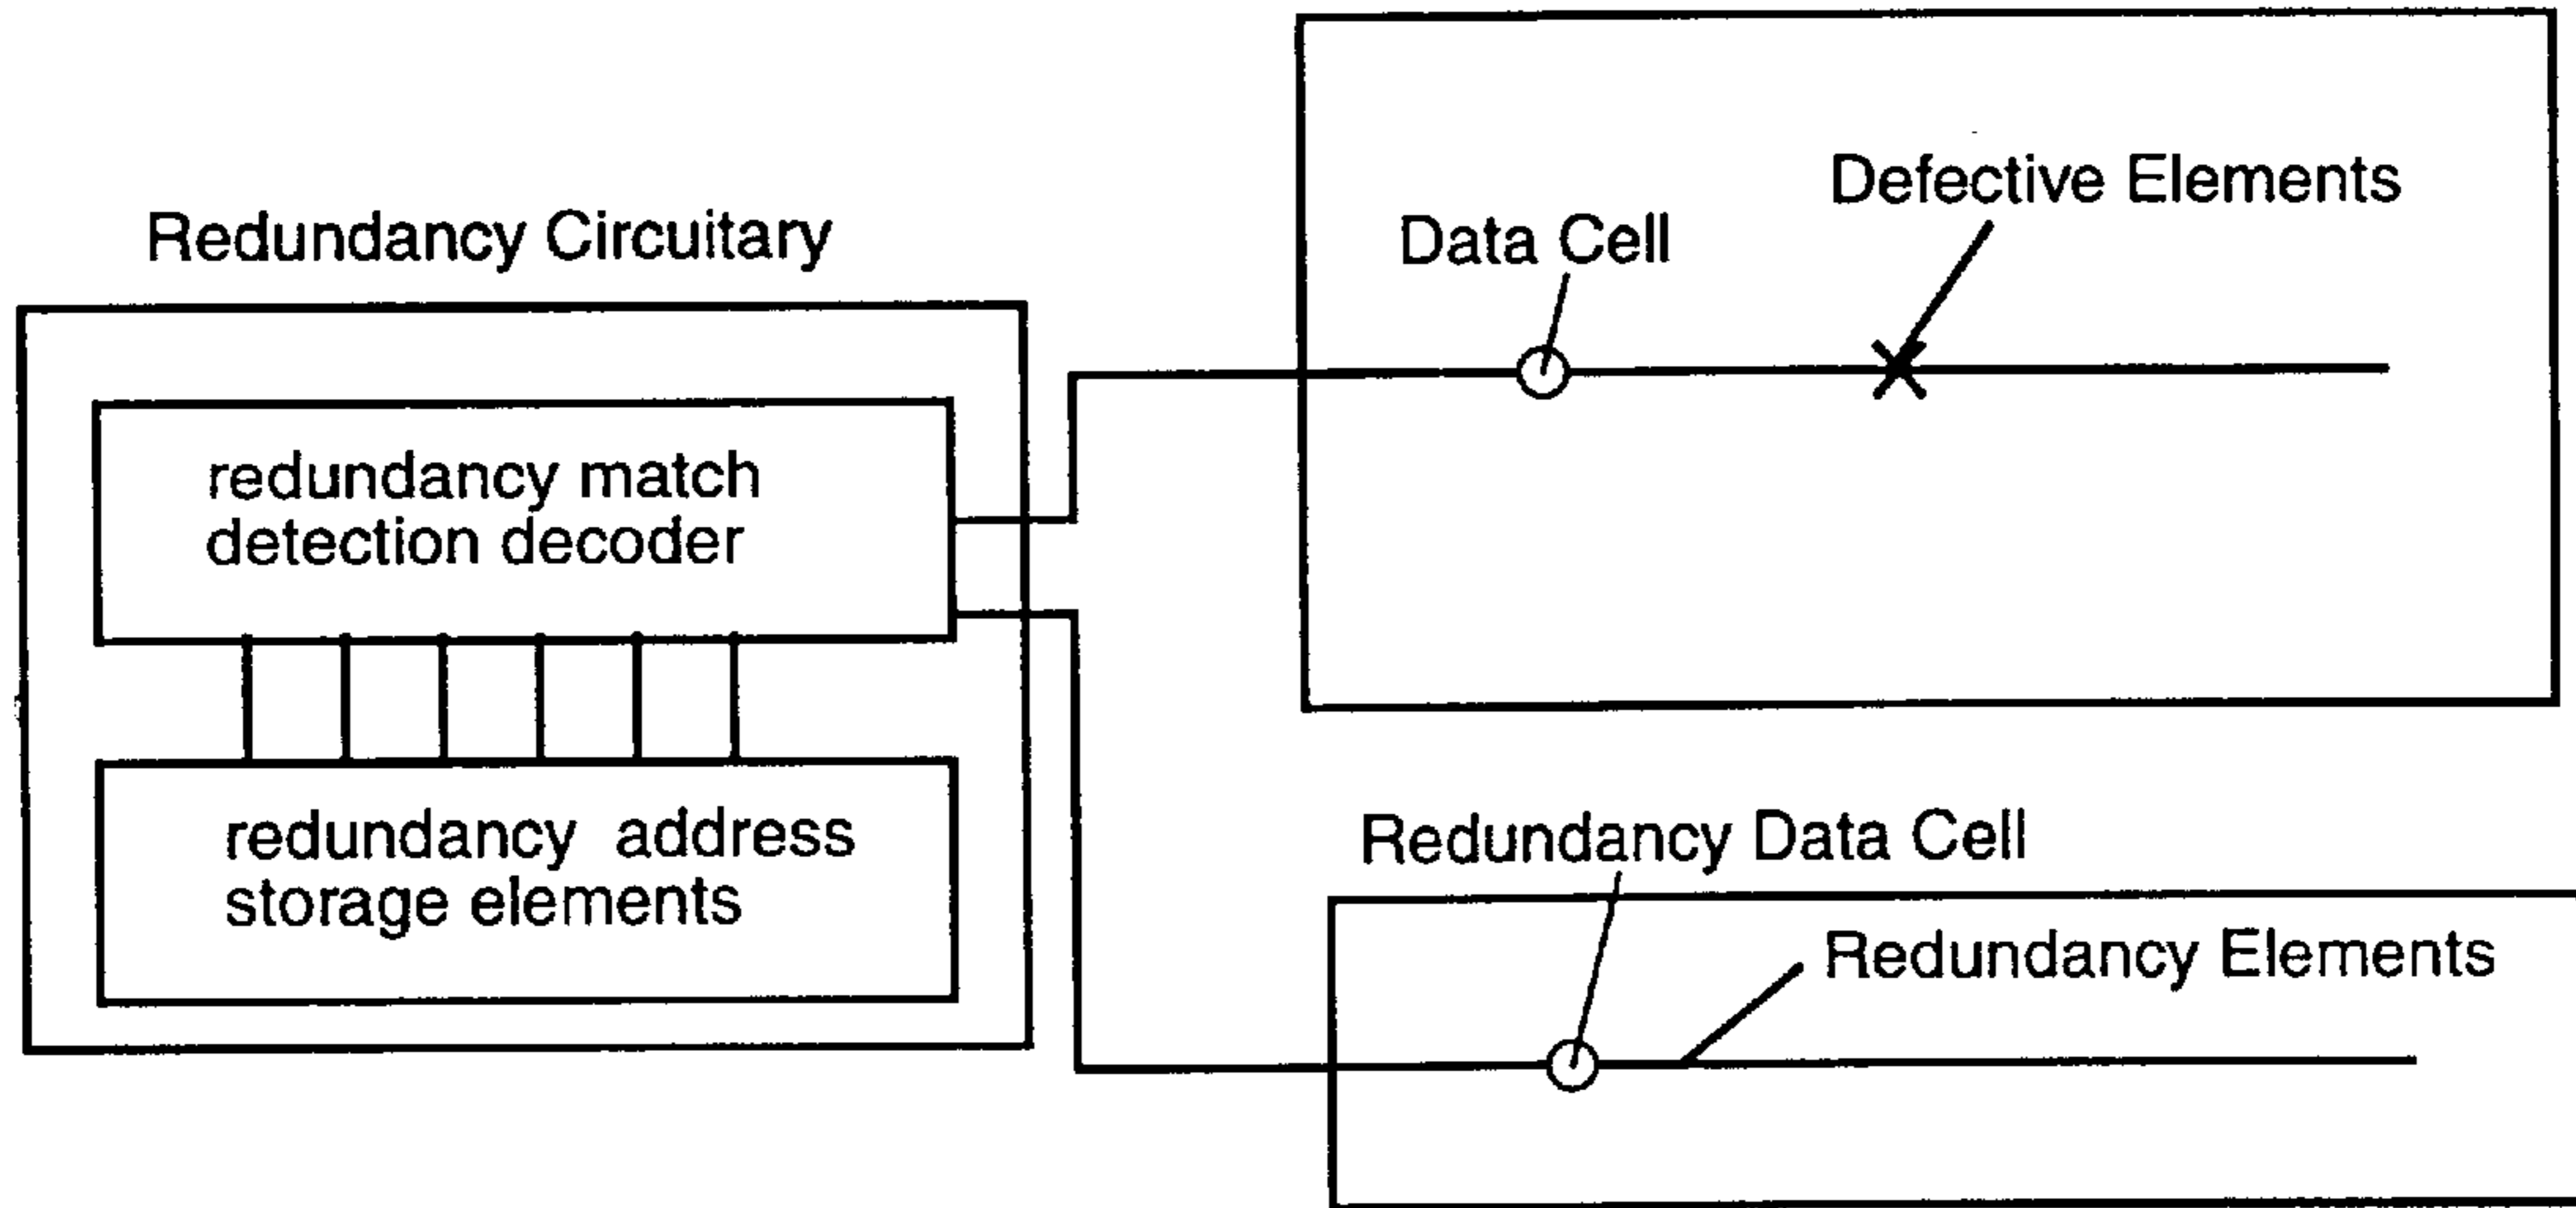 Redundancy Circuitary
redundancy match
detection decoder
redundancy address
storage elements
Defective Elements
Data Cell
Redundancy Data Cell
Redundancy Elements